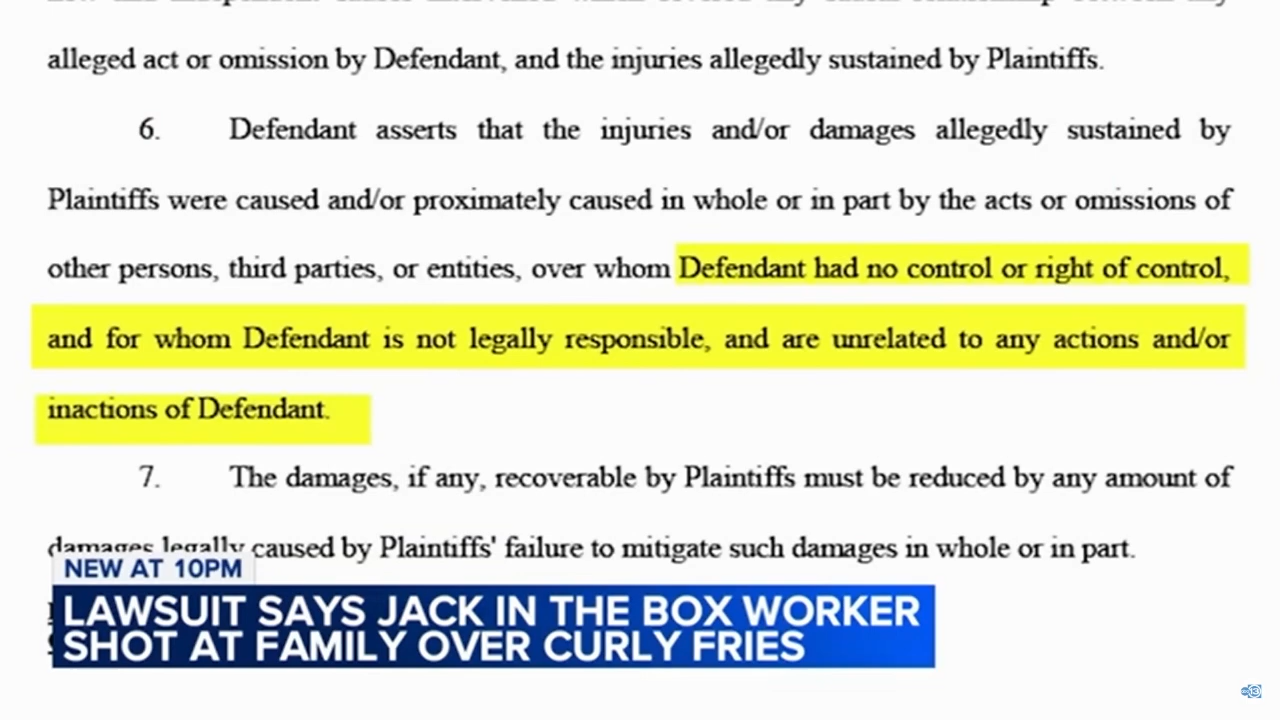 alleged act or omission by Defendant, and the injuries allegedly sustained by Plaintiffs.
6. Defendant asserts that the injuries and/or damages allegedly sustained by
Plaintiffs were caused and/or proximately caused in whole or in part by the acts or omissions of
other persons, third parties, or entities, over whom Defendant had no control or right of control,
and for whom Defendant is not legally responsible, and are unrelated to any actions and/or
inactions of Defendant.
7. The damages, if any, recoverable by Plaintiffs must be reduced by any amount of
damages legally caused by Plaintiffs' failure to mitigate such damages in whole or in part.
NEW AT 10PM
LAWSUIT SAYS JACK IN THE BOX WORKER
SHOT AT FAMILY OVER CURLY FRIES
abc13